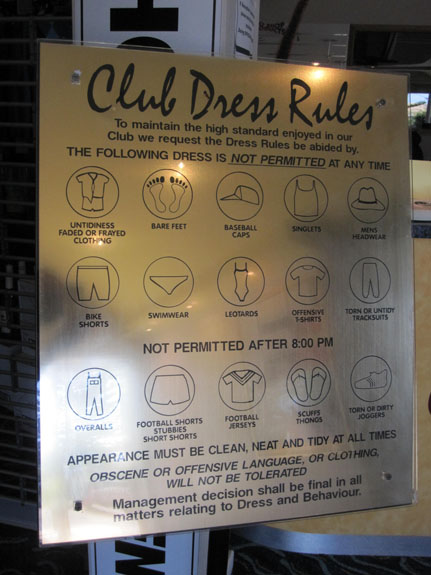 Club Dress Rules
To maintain the high standard enjoyed in our
Club we request the Dress Rules be abided by.
THE FOLLOWING DRESS IS NOT PERMITTED AT ANY TIME
UNTIDINESS
FADED OR FRAYED
CLOTHING
BARE FEET
BASEBALL
CAPS
SINGLETS
MENS
HEADWEAR
BIKE
SHORTS
SWIMWEAR
LEOTARDS
OFFENSIVE
T-SHIRTS
TORN OR UNTIDY
TRACKSUITS
NOT PERMITTED AFTER 8:00 PM
OVERALLS
FOOTBALL SHORTS
STUBBIES
SHORT SHORTS
FOOTBALL
JERSEYS
SCUFFS
THONGS
TORN OR DIRTY
JOGGERS
APPEARANCE MUST BE CLEAN, NEAT AND TIDY AT ALL TIMES
OBSCENE OR OFFENSIVE LANGUAGE, OR CLOTHING,
WILL NOT BE TOLERATED
Management decision shall be final in all
matters relating to Dress and Behaviour.